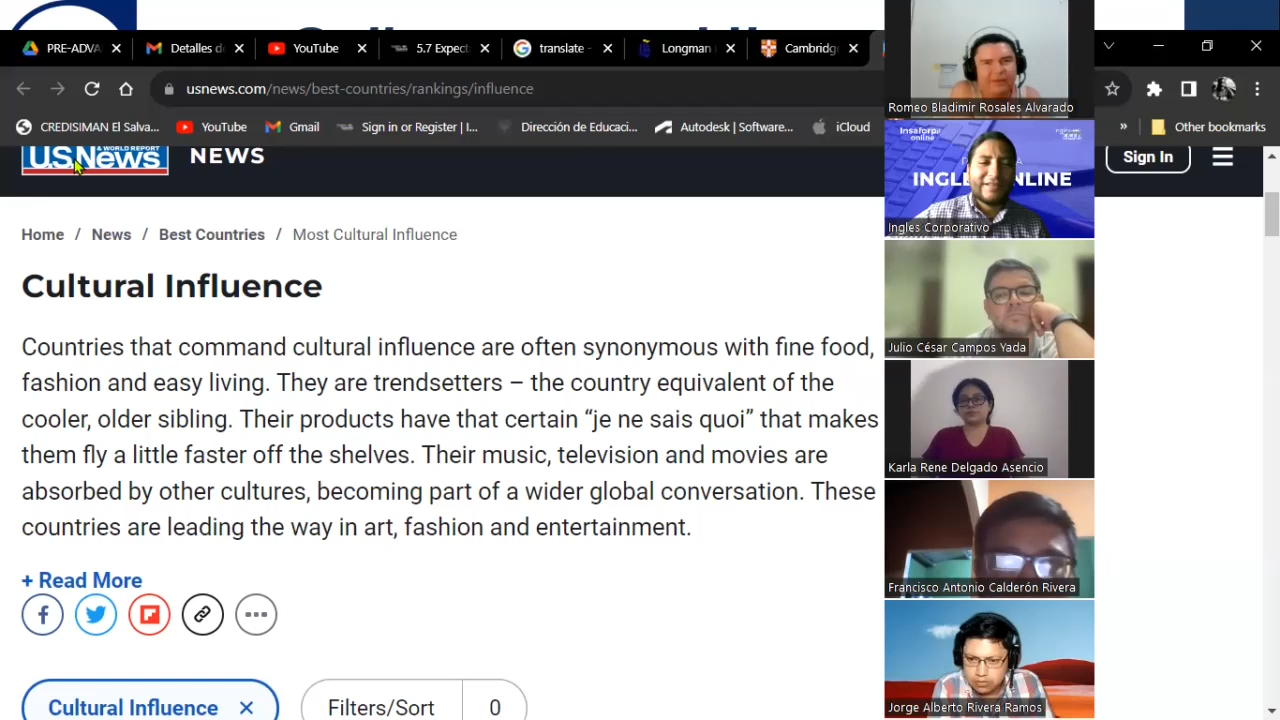 PRE-ADVA
Detalles d
YouTube
5.7 Expect
translate -
Longman
Cambridg
usnews.com/news/best-countries/rankings/influence
CREDISIMAN El Salva...
YouTube
Gmail
Sign in or Register | I...
Dirección de Educaci...
Autodesk | Software...
iCloud
»
Other bookmarks
& WORLD REPORT
U.S.News
NEWS
Sign In
Home / News / Best Countries / Most Cultural Influence
Cultural Influence
Countries that command cultural influence are often synonymous with fine food,
fashion and easy living. They are trendsetters – the country equivalent of the
cooler, older sibling. Their products have that certain “je ne sais quoi” that makes
them fly a little faster off the shelves. Their music, television and movies are
absorbed by other cultures, becoming part of a wider global conversation. These
countries are leading the way in art, fashion and entertainment.
+ Read More
Cultural Influence ×
Filters/Sort 0
Romeo Bladimir Rosales Alvarado
Insaforp
online
INGL NLINE
Ingles Corporativo
Julio César Campos Yada
Karla Rene Delgado Asencio
Francisco Antonio Calderón Rivera
Jorge Alberto Rivera Ramos